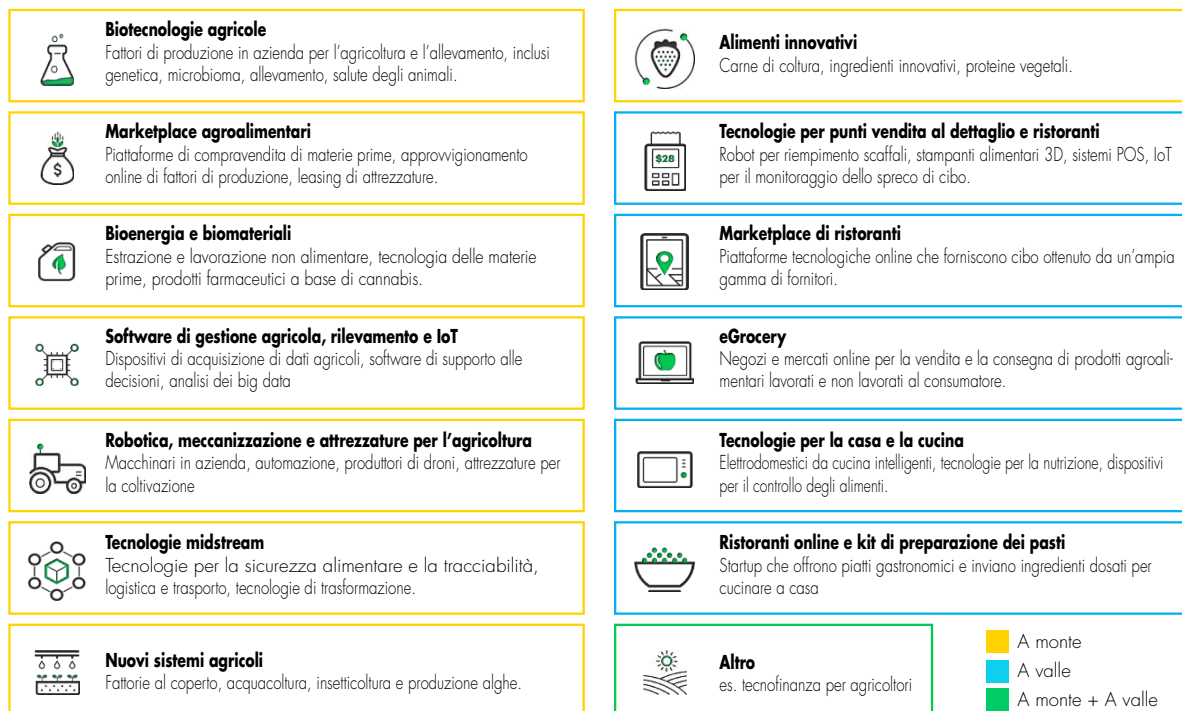 Biotecnologie agricole
Fattori di produzione in azienda per l'agricoltura e l'allevamento, inclusi
genetica, microbioma, allevamento, salute degli animali.
Marketplace agroalimentari
Piattaforme di compravendita di materie prime, approvvigionamento
online di fattori di produzione, leasing di attrezzature.
Bioenergia e biomateriali
Estrazione e lavorazione non alimentare, tecnologia delle materie
prime, prodotti farmaceutici a base di cannabis.
Software di gestione agricola, rilevamento e IoT
Dispositivi di acquisizione di dati agricoli, software di supporto alle
decisioni, analisi dei big data
Robotica, meccanizzazione e attrezzature per l'agricoltura
Macchinari in azienda, automazione, produttori di droni, attrezzature per
la coltivazione
Tecnologie midstream
Tecnologie per la sicurezza alimentare e la tracciabilità,
logistica e trasporto, tecnologie di trasformazione.
Nuovi sistemi agricoli
Fattorie al coperto, acquacoltura, insetticoltura e produzione alghe.
Alimenti innovativi
Carne di coltura, ingredienti innovativi, proteine vegetali.
$28
Tecnologie per punti vendita al dettaglio e ristoranti
Robot per riempimento scaffali, stampanti alimentari 3D, sistemi POS, IoT
per il monitoraggio dello spreco di cibo.
Marketplace di ristoranti
Piattaforme tecnologiche online che forniscono cibo ottenuto da un'ampia
gamma di fornitori.
eGrocery
Negozi e mercati online per la vendita e la consegna di prodotti agroali-
mentari lavorati e non lavorati al consumatore.
Tecnologie per la casa e la cucina
Elettrodomestici da cucina intelligenti, tecnologie per la nutrizione, dispositivi
per il controllo degli alimenti.
Ristoranti online e kit di preparazione dei pasti
Startup che offrono piatti gastronomici e inviano ingredienti dosati per
cucinare a casa
Altro
es. tecnofinanza per agricoltori
A monte
A valle
A monte + A valle